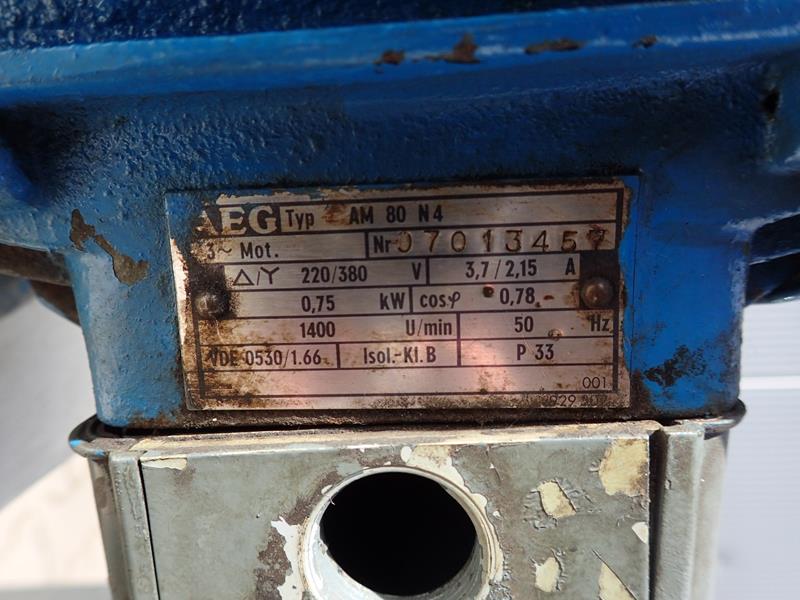 AEG Typ AM 80 N4
3~ Mot. Nr 07013457
△/Y 220/380 V 3,7/2,15 A
0,75 kW cosφ 0,78
1400 U/min 50 Hz
VDE 0530/1.66 Isol.-Kl.B P 33
001